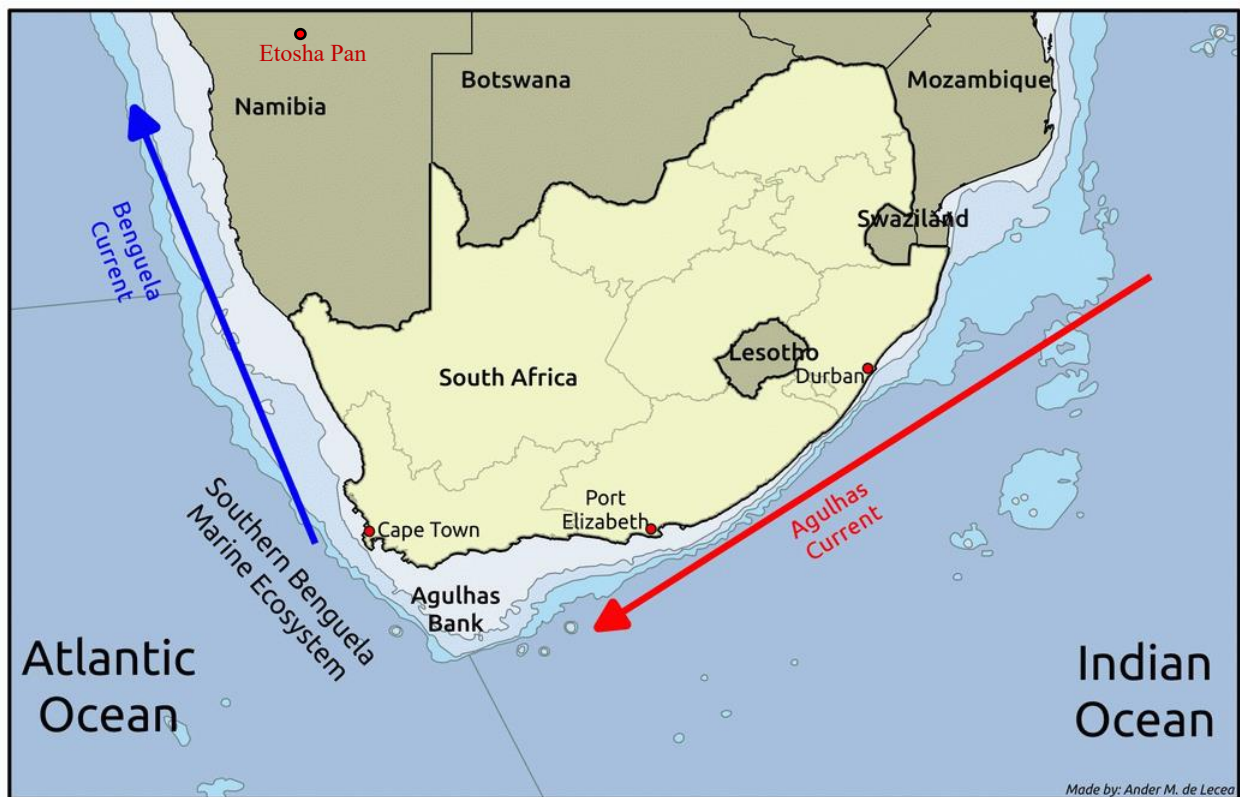 Etosha Pan
Namibia
Botswana
Mozambique
Benguela
Current
Swaziland
South Africa
Lesotho
Durban
Port
Elizabeth
Cape Town
Agulhas
Current
Southern Benguela
Marine Ecosystem
Agulhas
Bank
Atlantic
Ocean
Indian
Ocean
Made by: Ander M. de Lecea